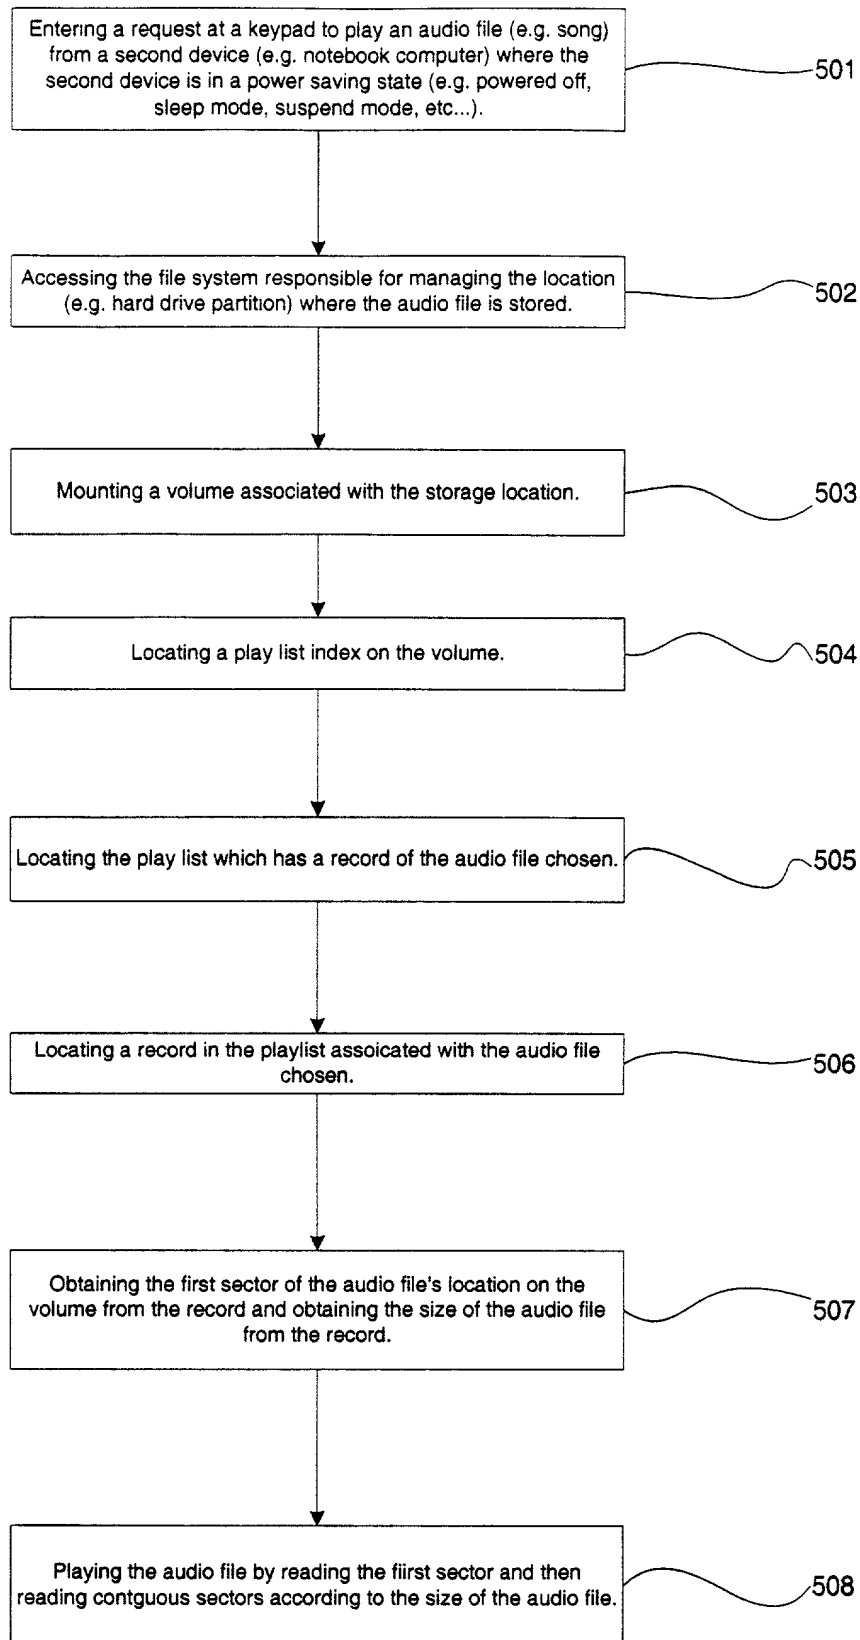 Entering a request at a keypad to play an audio file (e.g. song)
from a second device (e.g. notebook computer) where the
second device is in a power saving state (e.g. powered off,
sleep mode, suspend mode, etc...).
501
Accessing the file system responsible for managing the location
(e.g. hard drive partition) where the audio file is stored.
502
Mounting a volume associated with the storage location.
503
Locating a play list index on the volume.
504
Locating the play list which has a record of the audio file chosen.
505
Locating a record in the playlist assoicated with the audio file
chosen.
506
Obtaining the first sector of the audio file's location on the
volume from the record and obtaining the size of the audio file
from the record.
507
Playing the audio file by reading the fiirst sector and then
reading contguous sectors according to the size of the audio file.
508